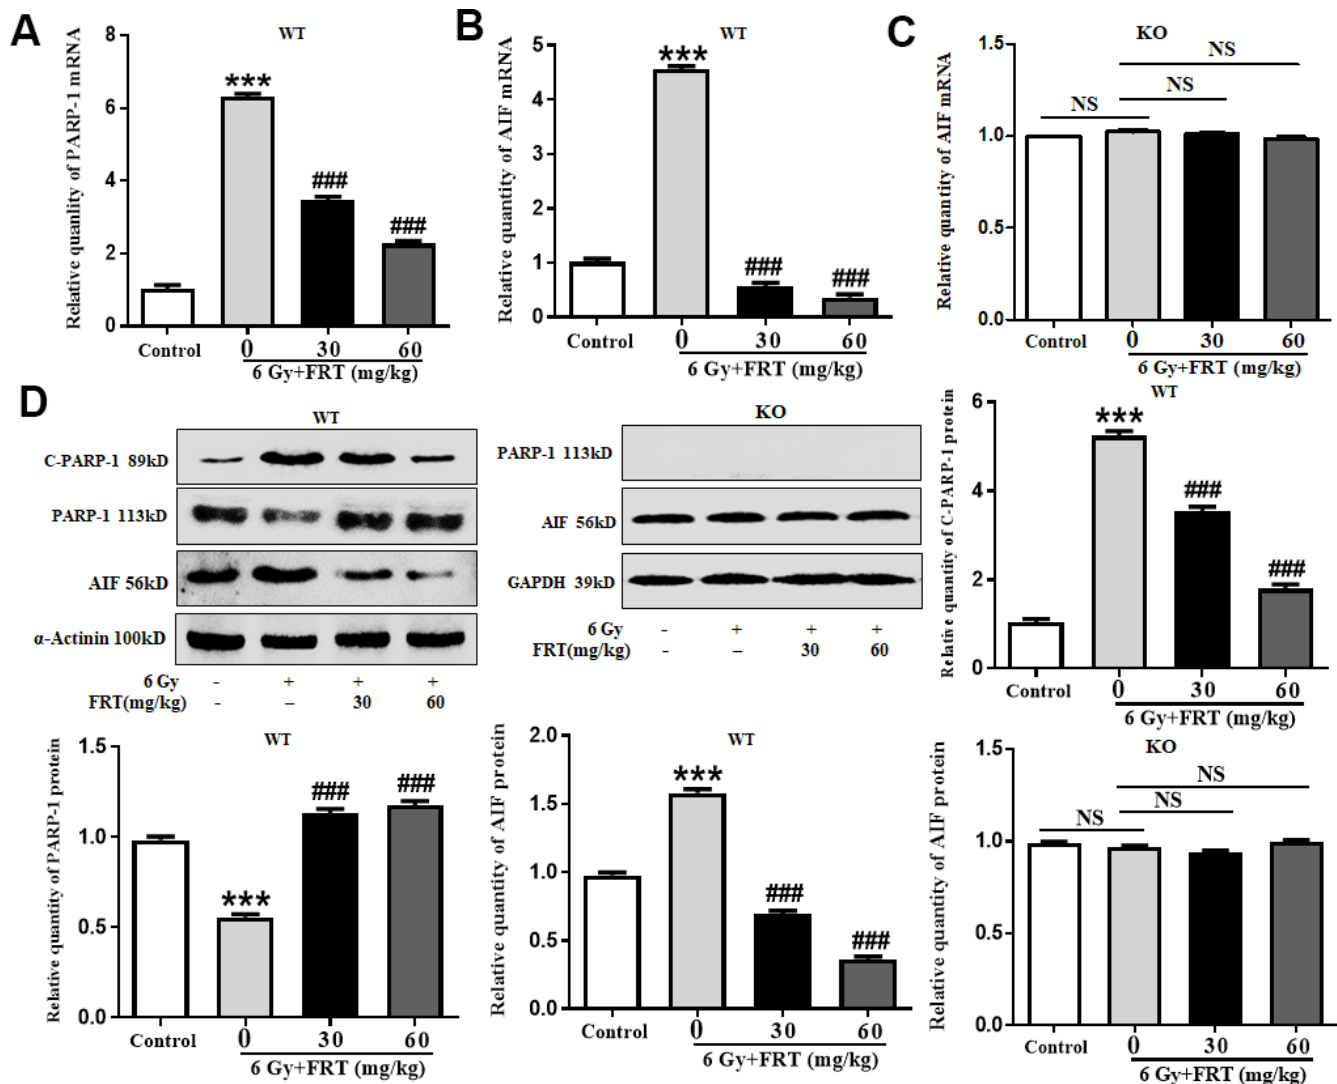 A
WT
Relative quanlity of PARP-1 mRNA
8
6
4
2
0
***
###
###
Control
0
30
60
6 Gy+FRT (mg/kg)
B
WT
Relative quantity of AIF mRNA
5
4
3
2
1
0
***
###
###
Control
0
30
60
6 Gy+FRT (mg/kg)
C
KO
Relative quantity of AIF mRNA
1.5
1.0
0.5
0.0
NS
NS
NS
Control
0
30
60
6 Gy+FRT (mg/kg)
D
WT
C-PARP-1 89kD
PARP-1 113kD
AIF 56kD
α-Actinin 100kD
6 Gy - + + +
FRT(mg/kg) - – 30 60
KO
PARP-1 113kD
AIF 56kD
GAPDH 39kD
6 Gy - + + +
FRT(mg/kg) - – 30 60
WT
Relative quantity of C-PARP-1 protein
6
4
2
0
***
###
###
Control
0
30
60
6 Gy+FRT (mg/kg)
WT
Relative quantity of PARP-1 protein
1.5
1.0
0.5
0.0
***
###
###
Control
0
30
60
6 Gy+FRT (mg/kg)
WT
Relative quantity of AIF protein
2.0
1.5
1.0
0.5
0.0
***
###
###
Control
0
30
60
6 Gy+FRT (mg/kg)
KO
Relative quantity of AIF protein
1.5
1.0
0.5
0.0
NS
NS
NS
Control
0
30
60
6 Gy+FRT (mg/kg)